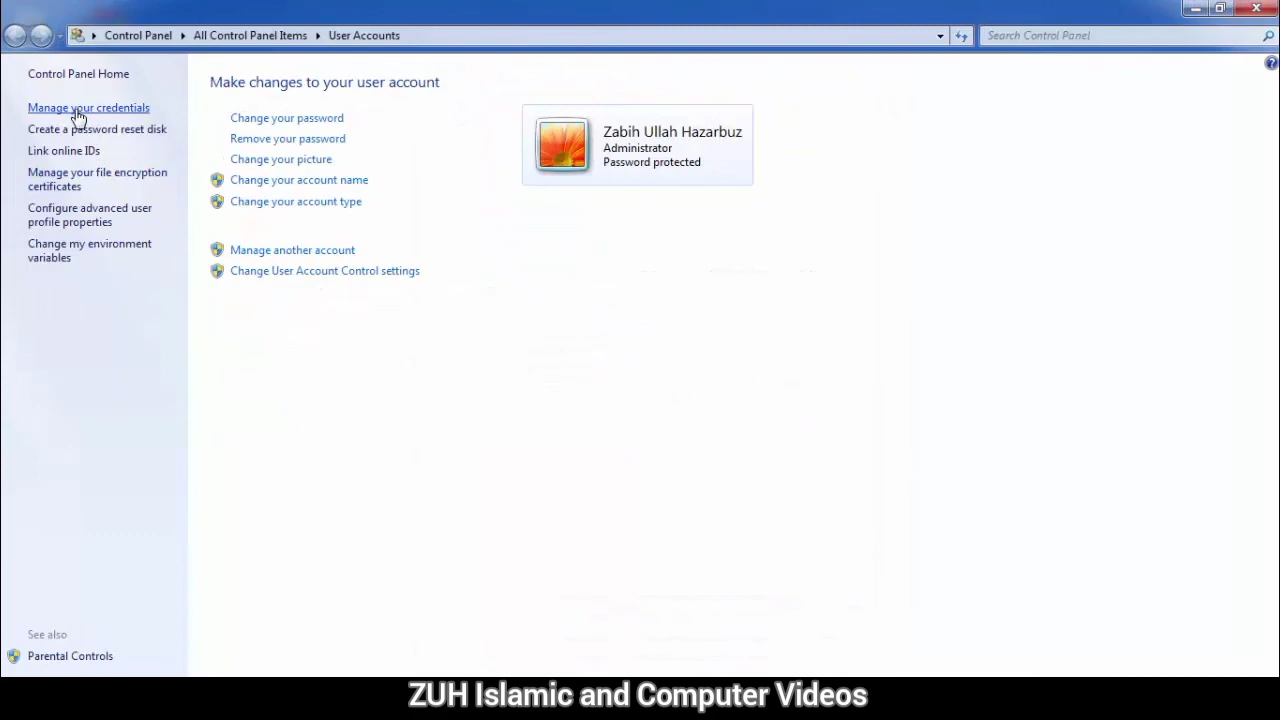 Control Panel
All Control Panel Items
User Accounts
Search Control Panel
Control Panel Home
Manage your credentials
Create a password reset disk
Link online IDs
Manage your file encryption
certificates
Configure advanced user
profile properties
Change my environment
variables
See also
Parental Controls
Make changes to your user account
Change your password
Remove your password
Change your picture
Change your account name
Change your account type
Manage another account
Change User Account Control settings
Zabih Ullah Hazarbuz
Administrator
Password protected
ZUH Islamic and Computer Videos